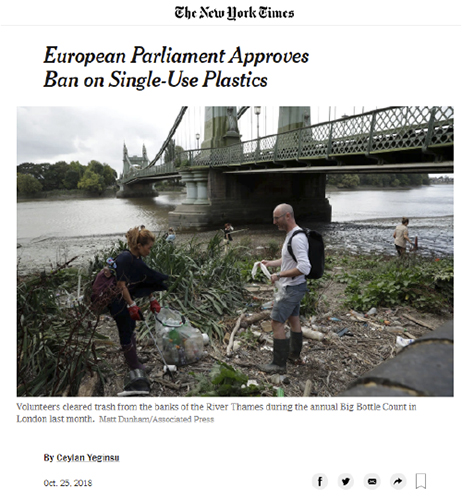 The New York Times
European Parliament Approves
Ban on Single-Use Plastics
Volunteers cleared trash from the banks of the River Thames during the annual Big Bottle Count in
London last month. Matt Dunham/Associated Press
By Ceylan Yeginsu
Oct. 25, 2018